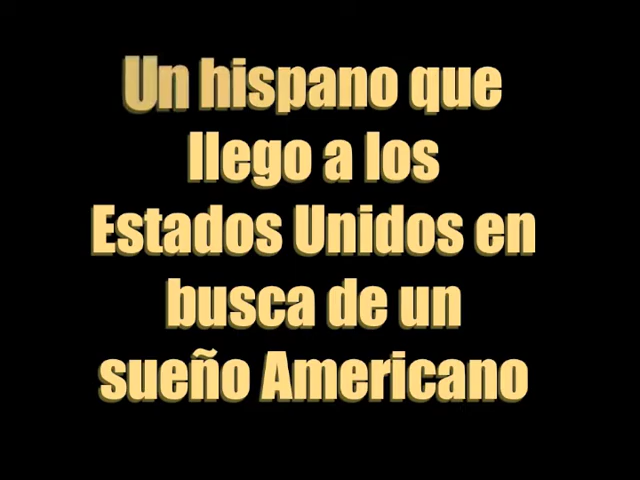 Un hispano que
llego a los
Estados Unidos en
busca de un
sueño Americano